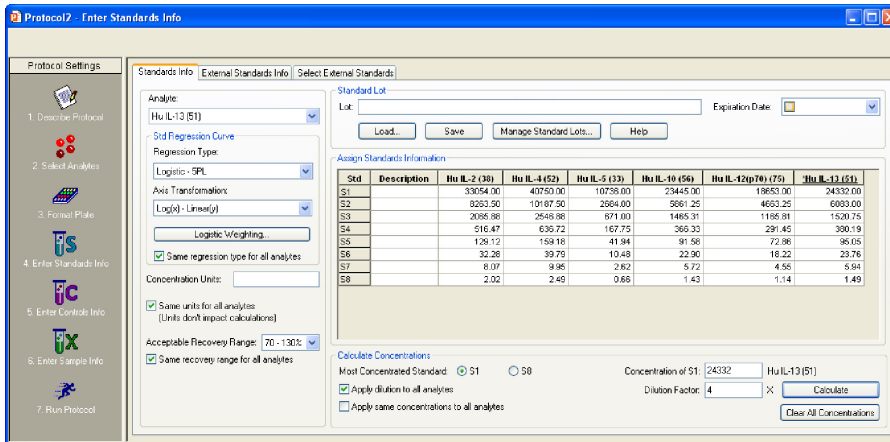 Protocol2 - Enter Standards Info
Protocol Settings
1. Describe Protocol
2. Select Analytes
3. Format Plate
4. Enter Standards Info
5. Enter Controls Info
6. Enter Sample Info
7. Run Protocol
Standards Info External Standards Info Select External Standards
Analyte:
Hu IL-13 (51)
Std Regression Curve
Regression Type:
Logistic - 5PL
Axis Transformation:
Log(x) - Linear(y)
Logistic Weighting...
Same regression type for all analytes
Concentration Units:
Same units for all analytes
(Units don't impact calculations)
Acceptable Recovery Range: 70 - 130%
Same recovery range for all analytes
Standard Lot
Lot: Expiration Date:
Load... Save Manage Standard Lots... Help
Assign Standards Information
Std Description Hu IL-2 (38) Hu IL-4 (52) Hu IL-5 (33) Hu IL-10 (56) Hu IL-12(p70) (75) 'Hu IL-13 (51)
S1 33054.00 40750.00 10736.00 23445.00 18653.00 24332.00
S2 8263.50 10187.50 2684.00 5861.25 4663.25 6083.00
S3 2065.88 2546.88 671.00 1465.31 1165.81 1520.75
S4 516.47 636.72 167.75 366.33 291.45 380.19
S5 129.12 159.18 41.94 91.58 72.86 95.05
S6 32.28 39.79 10.48 22.90 18.22 23.76
S7 8.07 9.95 2.62 5.72 4.55 5.94
S8 2.02 2.49 0.66 1.43 1.14 1.49
Calculate Concentrations
Most Concentrated Standard: S1 S8 Concentration of S1: 24332 Hu IL-13 (51)
Apply dilution to all analytes Dilution Factor: 4 X Calculate
Apply same concentrations to all analytes Clear All Concentrations